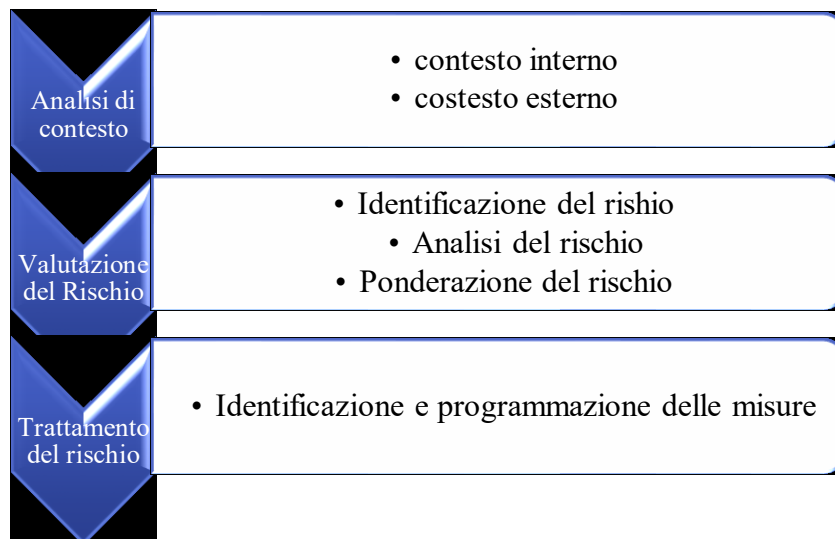 Analisi di
contesto
• contesto interno
• costesto esterno
Valutazione
del Rischio
• Identificazione del rishio
• Analisi del rischio
• Ponderazione del rischio
Trattamento
del rischio
• Identificazione e programmazione delle misure